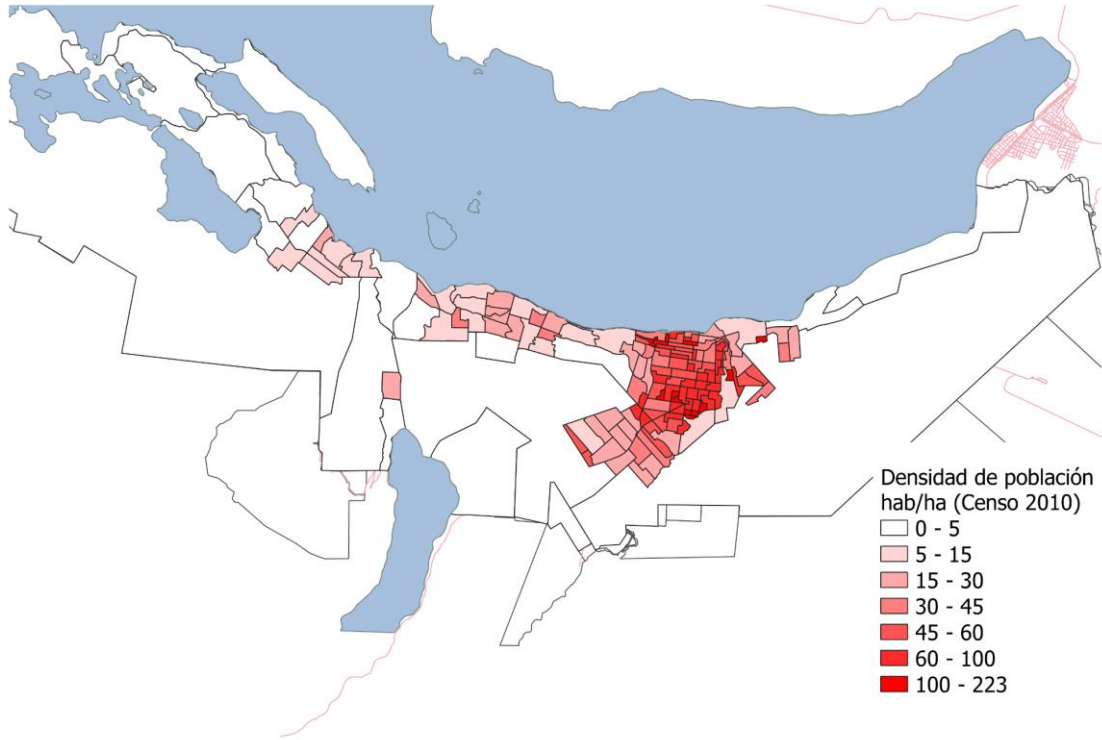 Densidad de población
hab/ha (Censo 2010)
0 - 5
5 - 15
15 - 30
30 - 45
45 - 60
60 - 100
100 - 223